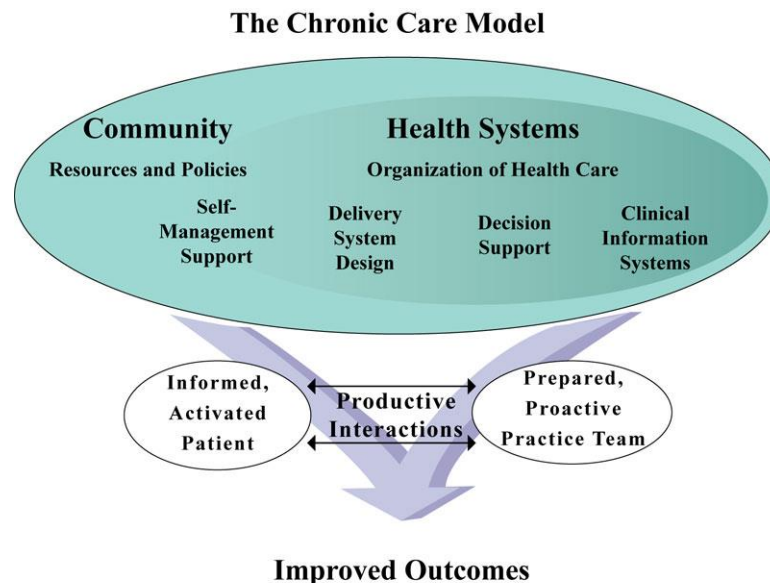 The Chronic Care Model
Community
Resources and Policies
Health Systems
Organization of Health Care
Self-
Management
Support
Delivery
System
Design
Decision
Support
Clinical
Information
Systems
Informed,
Activated
Patient
Productive
Interactions
Prepared,
Proactive
Practice Team
Improved Outcomes